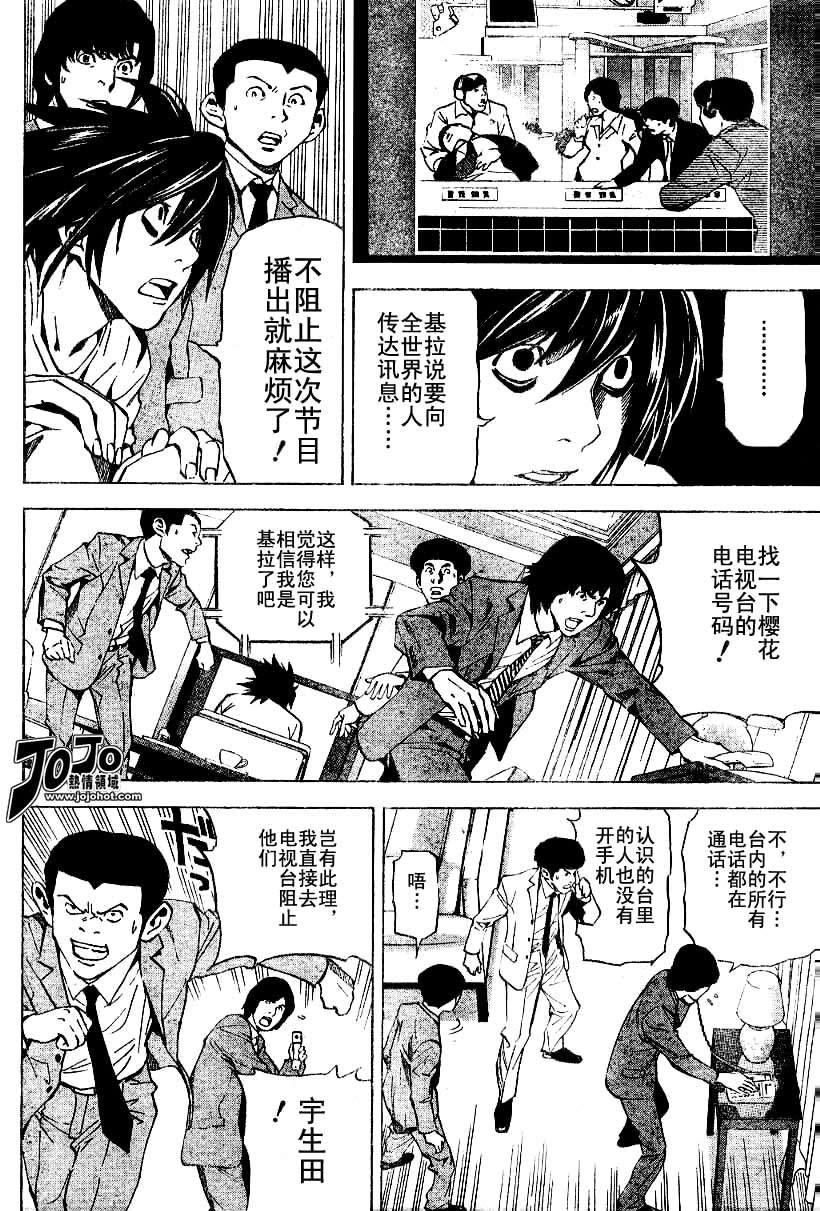 …………
基拉说要向
全世界的人
传达讯息……
不阻止这次节目
播出就麻烦了！
找一下樱花
电视台的
电话号码！
这样，我
觉得您可以
相信我是
基拉了吧
不，不行…
台内的所有
电话都在
通话…
认识的台里
的人也没有
开手机
唔…
岂有此理，
我直接去
电视台阻止
他们
ダッ
宇生田
！
JOJO
熱情領域
www.jojohot.com